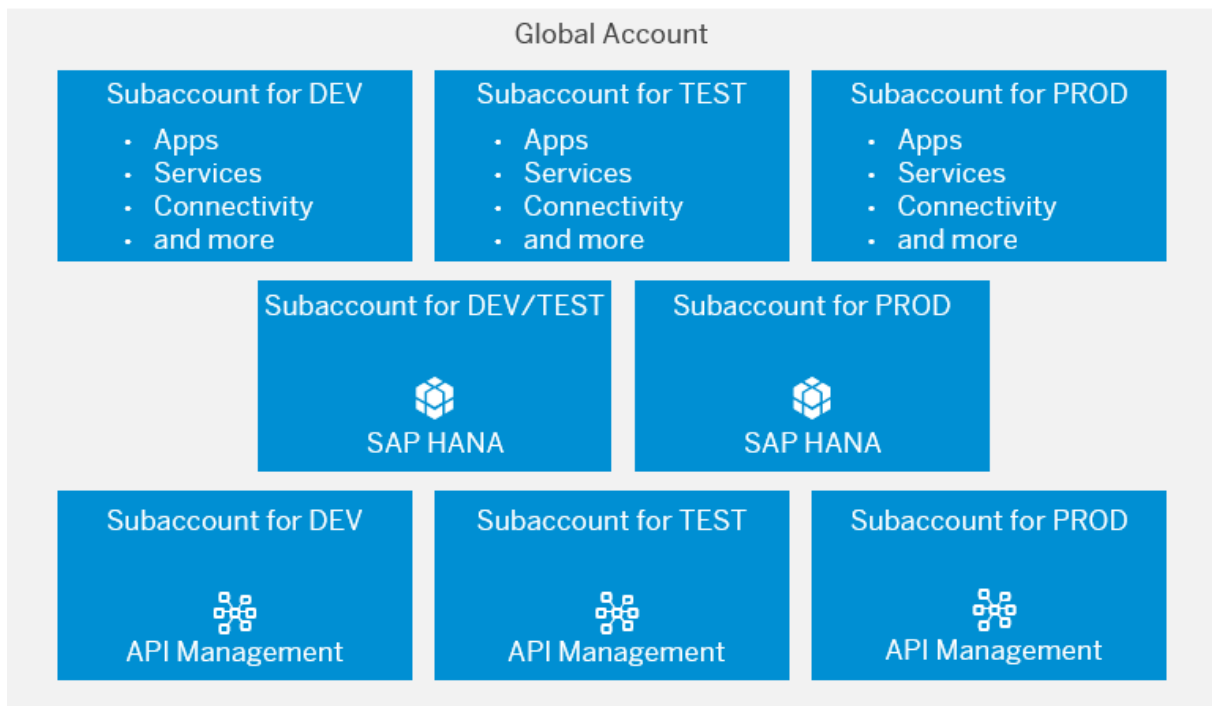 Global Account
Subaccount for DEV
• Apps
• Services
• Connectivity
• and more
Subaccount for TEST
• Apps
• Services
• Connectivity
• and more
Subaccount for PROD
• Apps
• Services
• Connectivity
• and more
Subaccount for DEV/TEST
SAP HANA
Subaccount for PROD
SAP HANA
Subaccount for DEV
API Management
Subaccount for TEST
API Management
Subaccount for PROD
API Management